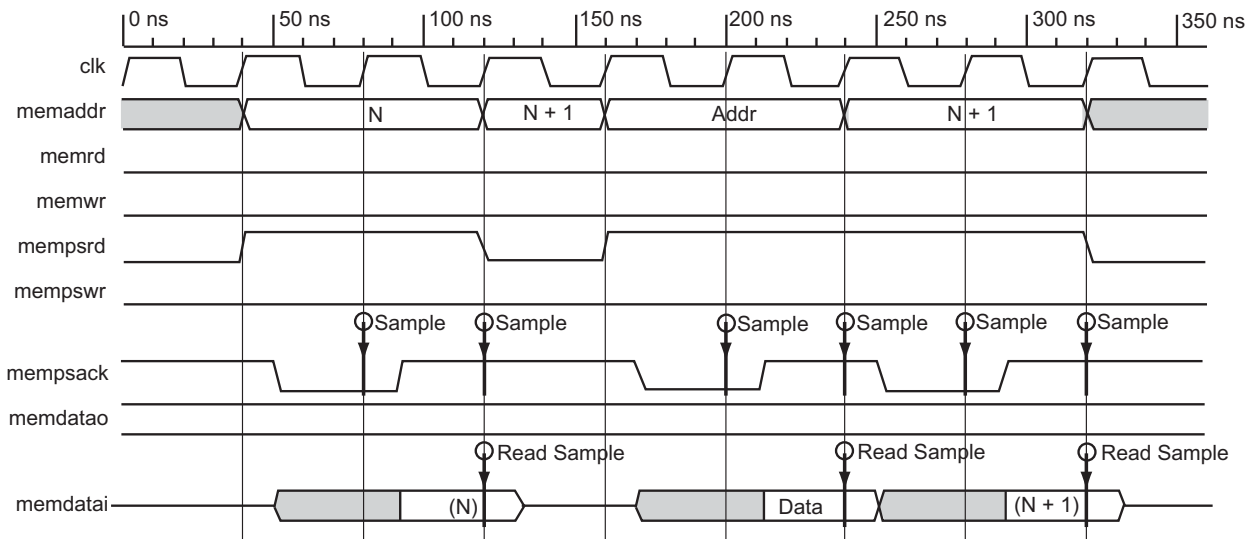 0 ns 50 ns 100 ns 150 ns 200 ns 250 ns 300 ns 350 ns
clk
memaddr N N + 1 Addr N + 1
memrd
memwr
mempsrd
mempswr
Sample Sample Sample Sample Sample Sample
mempsack
memdatao
Read Sample Read Sample Read Sample
memdatai (N) Data (N + 1)